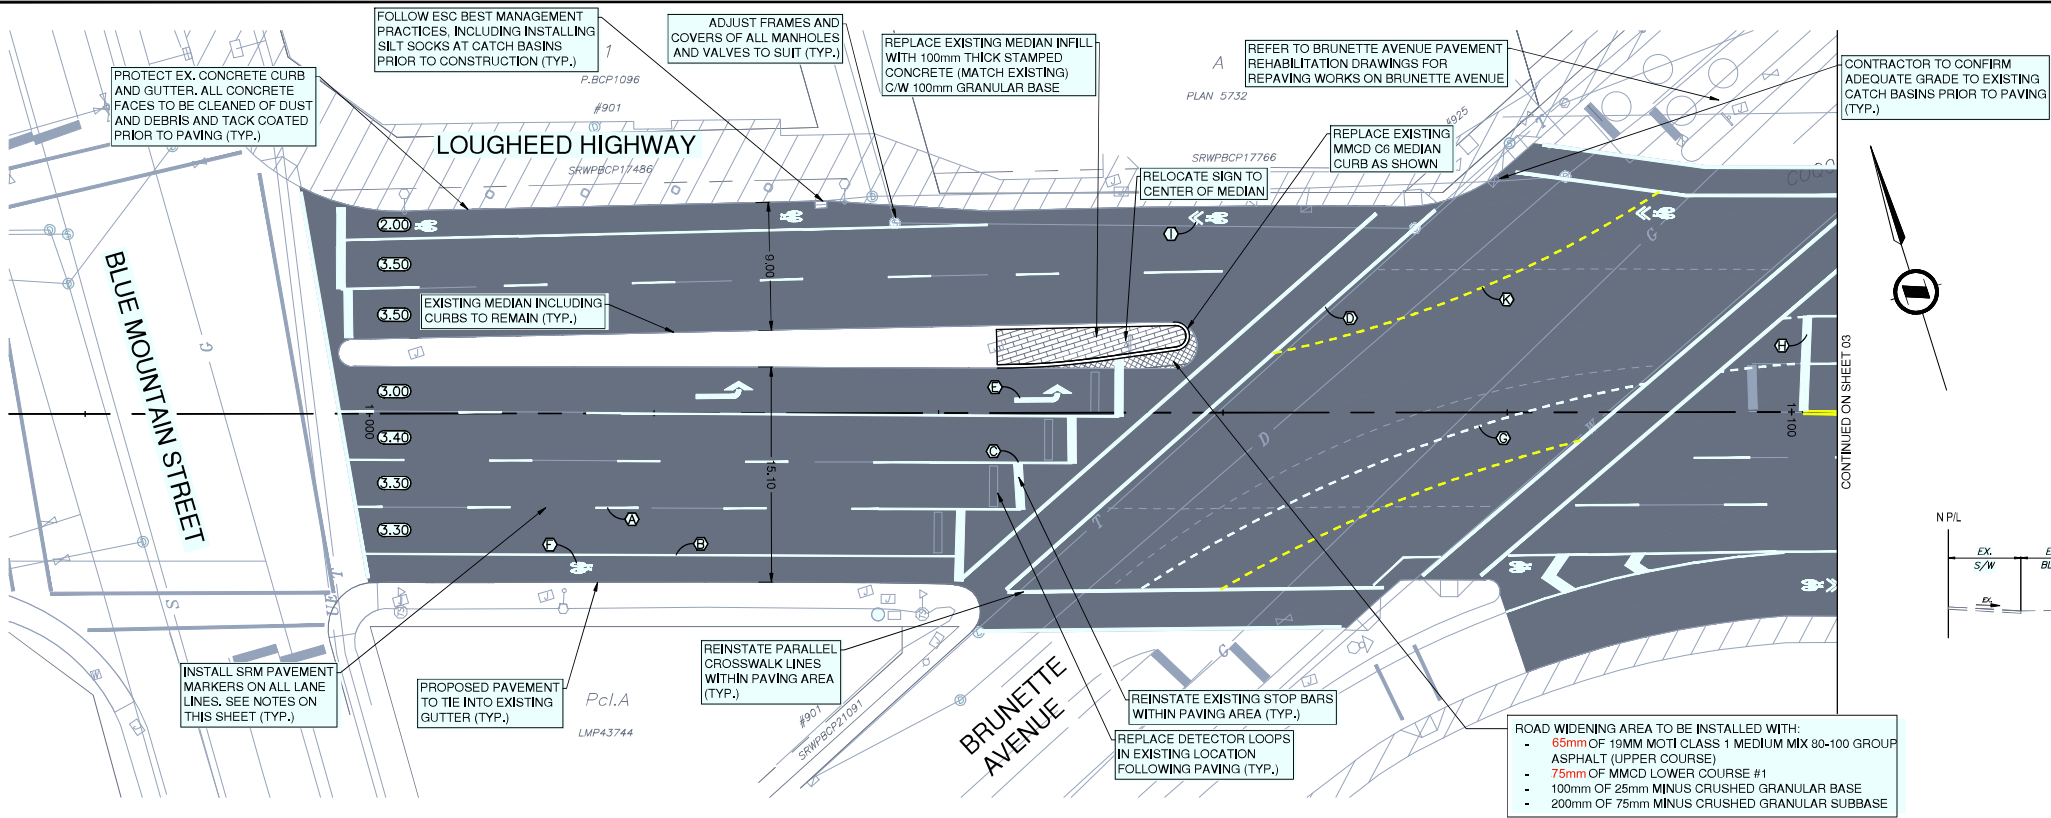 FOLLOW ESC BEST MANAGEMENT
PRACTICES, INCLUDING INSTALLING
SILT SOCKS AT CATCH BASINS
PRIOR TO CONSTRUCTION (TYP.)
ADJUST FRAMES AND
COVERS OF ALL MANHOLES
AND VALVES TO SUIT (TYP.)
REPLACE EXISTING MEDIAN INFILL
WITH 100mm THICK STAMPED
CONCRETE (MATCH EXISTING)
C/W 100mm GRANULAR BASE
REFER TO BRUNETTE AVENUE PAVEMENT
REHABILITATION DRAWINGS FOR
REPAVING WORKS ON BRUNETTE AVENUE
CONTRACTOR TO CONFIRM
ADEQUATE GRADE TO EXISTING
CATCH BASINS PRIOR TO PAVING
(TYP.)
PROTECT EX. CONCRETE CURB
AND GUTTER. ALL CONCRETE
FACES TO BE CLEANED OF DUST
AND DEBRIS AND TACK COATED
PRIOR TO PAVING (TYP.)
1
P.BCP1096
#901
A
PLAN 5732
#925
LOUGHEED HIGHWAY
SRWPBCP17486
SRWPBCP17766
REPLACE EXISTING
MMCD C6 MEDIAN
CURB AS SHOWN
RELOCATE SIGN TO
CENTER OF MEDIAN
COQ
2.00
3.50
3.50
9.00
I
T
G
K
D
H
EXISTING MEDIAN INCLUDING
CURBS TO REMAIN (TYP.)
BLUE MOUNTAIN STREET
G
3.00
3.40
3.30
3.30
1+000
15.10
E
C
A
B
F
D
G
W
T
1+100
CONTINUED ON SHEET 03
N P/L
EX.
S/W
E
BL
EX.
S
INSTALL SRM PAVEMENT
MARKERS ON ALL LANE
LINES. SEE NOTES ON
THIS SHEET (TYP.)
PROPOSED PAVEMENT
TO TIE INTO EXISTING
GUTTER (TYP.)
Pcl.A
LMP43744
REINSTATE PARALLEL
CROSSWALK LINES
WITHIN PAVING AREA
(TYP.)
#901
SRWPBCP21091
BRUNETTE
AVENUE
G
REINSTATE EXISTING STOP BARS
WITHIN PAVING AREA (TYP.)
REPLACE DETECTOR LOOPS
IN EXISTING LOCATION
FOLLOWING PAVING (TYP.)
ROAD WIDENING AREA TO BE INSTALLED WITH:
- 65mm OF 19MM MOTI CLASS 1 MEDIUM MIX 80-100 GROUP
ASPHALT (UPPER COURSE)
- 75mm OF MMCD LOWER COURSE #1
- 100mm OF 25mm MINUS CRUSHED GRANULAR BASE
- 200mm OF 75mm MINUS CRUSHED GRANULAR SUBBASE